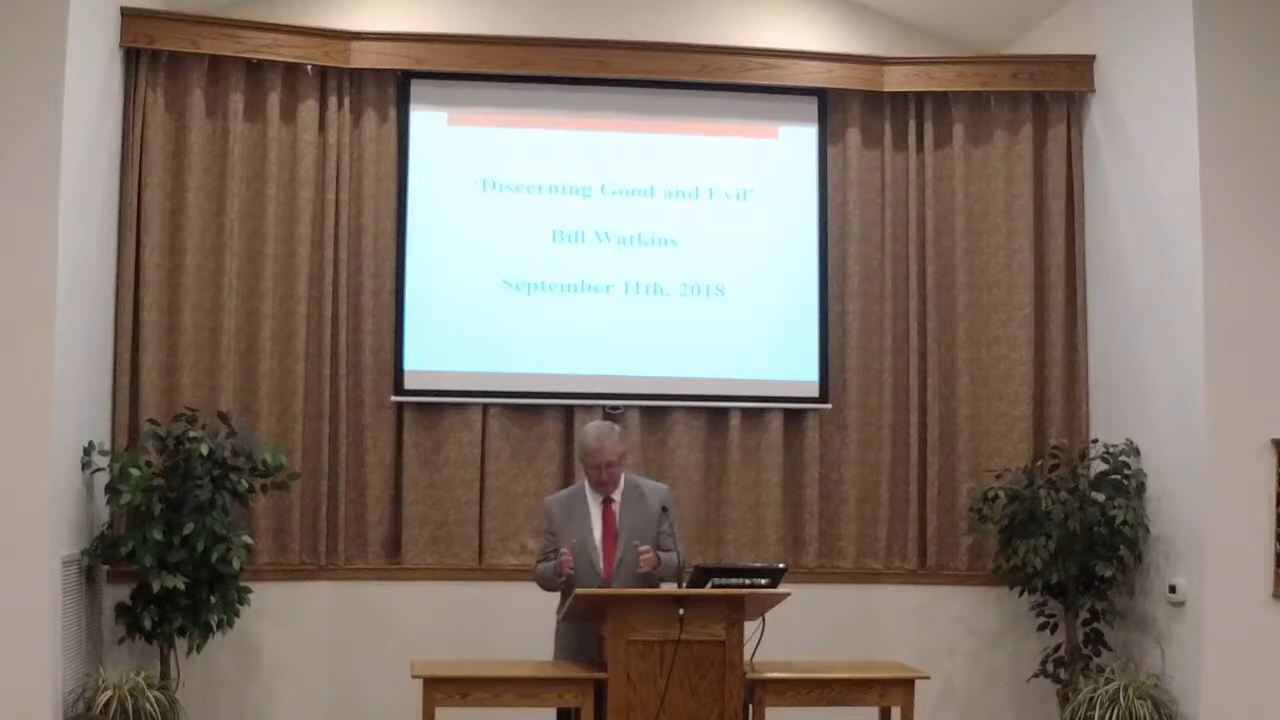 "Discerning Good and Evil"
Bill Watkins
September 11th, 2018